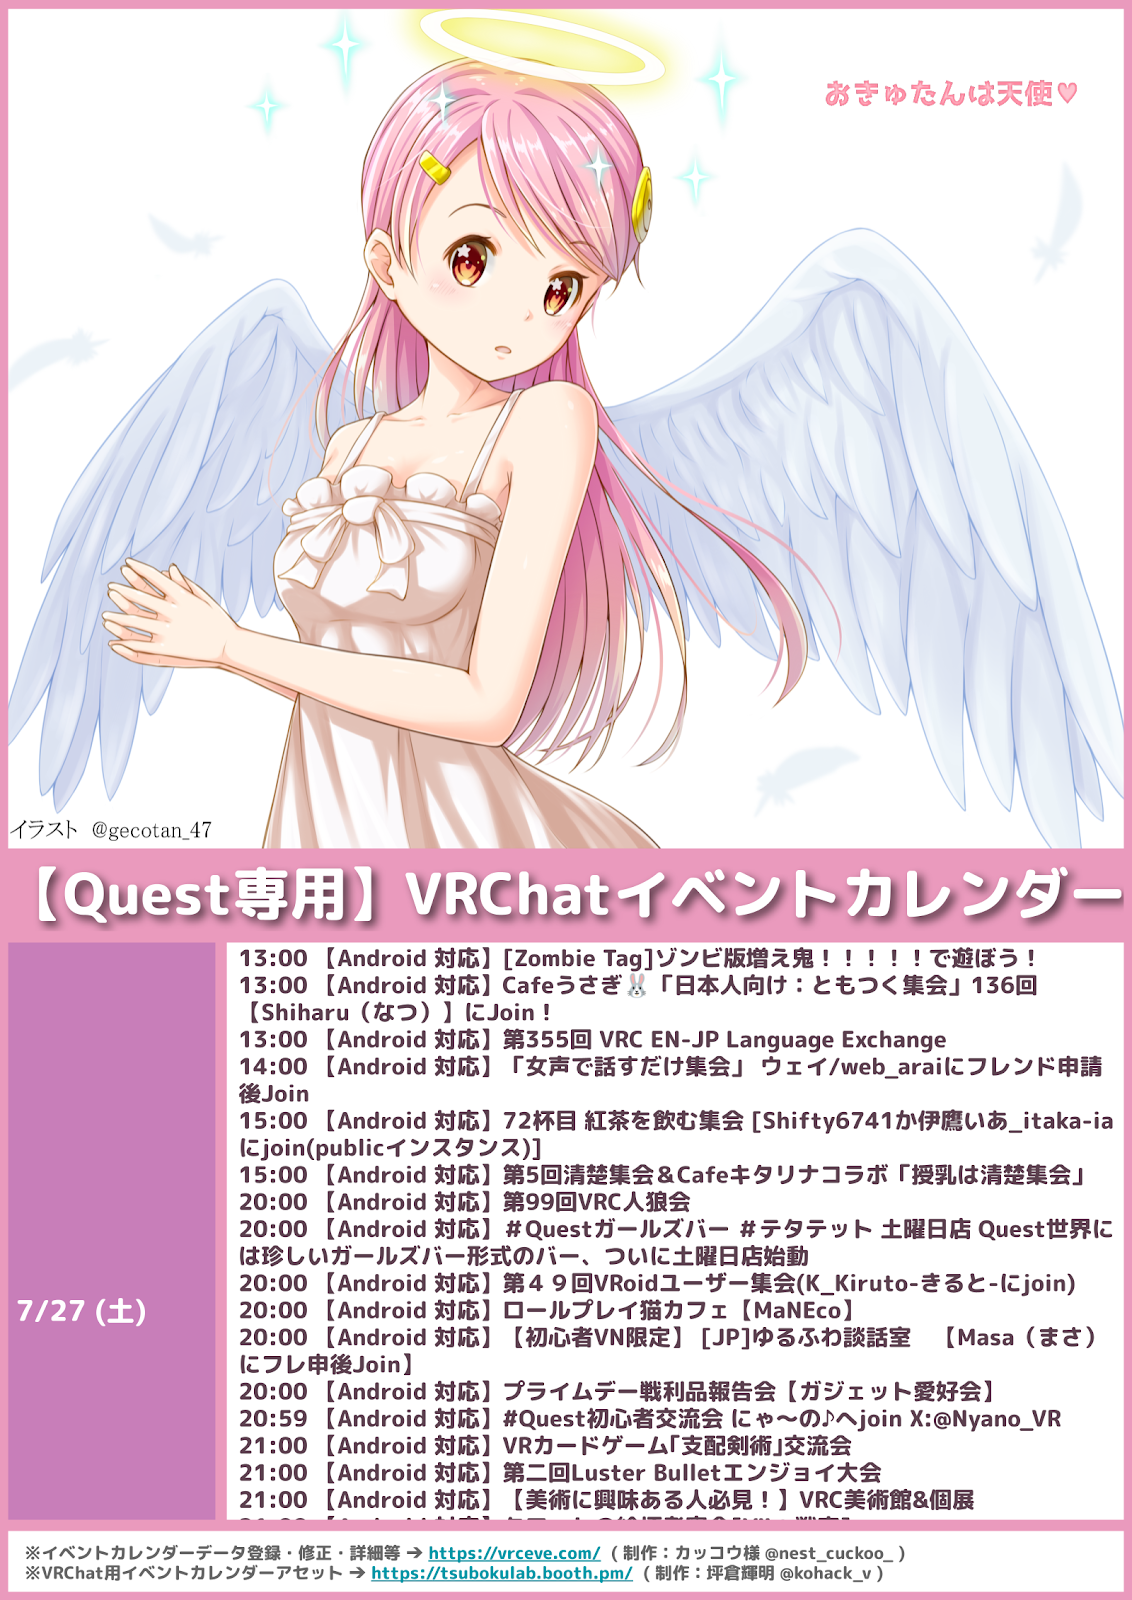 おきゅたんは天使♥
イラスト @gecotan_47
【Quest専用】VRChatイベントカレンダー
7/27 (土)
13:00 【Android 対応】[Zombie Tag]ゾンビ版増え鬼！！！！！で遊ぼう！
13:00 【Android 対応】Cafeうさぎ🐰「日本人向け：ともつく集会」136回
【Shiharu（なつ）】にJoin！
13:00 【Android 対応】第355回 VRC EN-JP Language Exchange
14:00 【Android 対応】「女声で話すだけ集会」 ウェイ/web_araiにフレンド申請
後Join
15:00 【Android 対応】72杯目 紅茶を飲む集会 [Shifty6741か伊鷹いあ_itaka-ia
にjoin(publicインスタンス)]
15:00 【Android 対応】第5回清楚集会＆Cafeキタリナコラボ「授乳は清楚集会」
20:00 【Android 対応】第99回VRC人狼会
20:00 【Android 対応】＃Questガールズバー ＃テタテット 土曜日店 Quest世界に
は珍しいガールズバー形式のバー、ついに土曜日店始動
20:00 【Android 対応】第４９回VRoidユーザー集会(K_Kiruto-きると-にjoin)
20:00 【Android 対応】ロールプレイ猫カフェ【MaNEco】
20:00 【Android 対応】【初心者VN限定】 [JP]ゆるふわ談話室　【Masa（まさ）
にフレ申後Join】
20:00 【Android 対応】プライムデー戦利品報告会【ガジェット愛好会】
20:59 【Android 対応】#Quest初心者交流会 にゃ～の♪へjoin X:@Nyano_VR
21:00 【Android 対応】VRカードゲーム｢支配剣術｣交流会
21:00 【Android 対応】第二回Luster Bulletエンジョイ大会
21:00 【Android 対応】【美術に興味ある人必見！】VRC美術館&個展
※イベントカレンダーデータ登録・修正・詳細等 → https://vrceve.com/ ( 制作：カッコウ様 @nest_cuckoo_ )
※VRChat用イベントカレンダーアセット → https://tsubokulab.booth.pm/ ( 制作：坪倉輝明 @kohack_v )